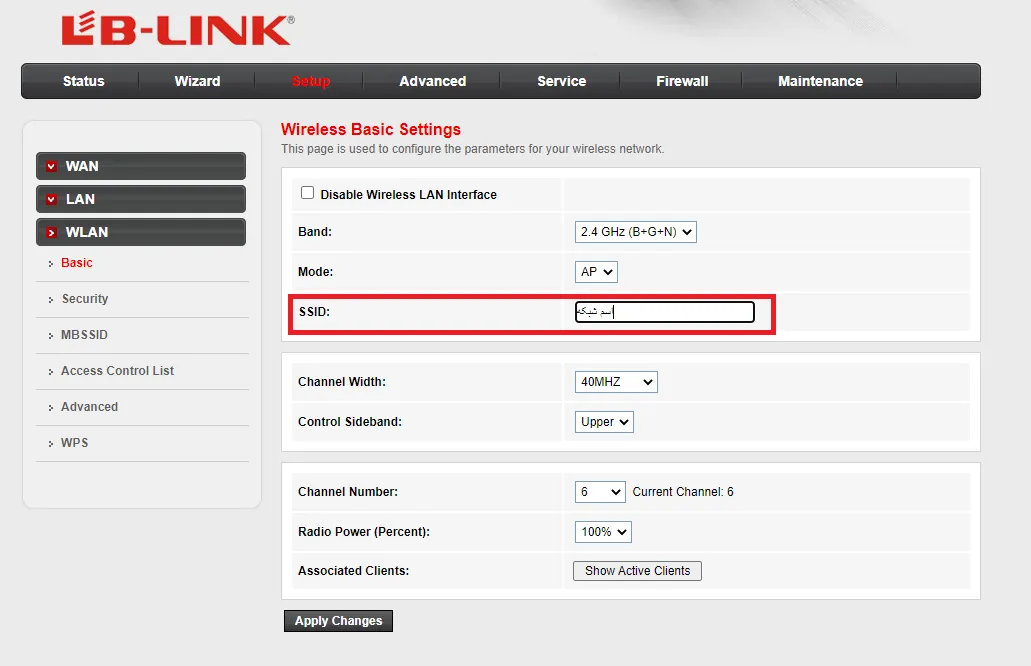 LB-LINK®
Status Wizard Setup Advanced Service Firewall Maintenance
WAN
LAN
WLAN
Basic
Security
MBSSID
Access Control List
Advanced
WPS
Wireless Basic Settings
This page is used to configure the parameters for your wireless network.
Disable Wireless LAN Interface
Band: 2.4 GHz (B+G+N)
Mode: AP
SSID: اسم شبکه
Channel Width: 40MHZ
Control Sideband: Upper
Channel Number: 6 Current Channel: 6
Radio Power (Percent): 100%
Associated Clients: Show Active Clients
Apply Changes